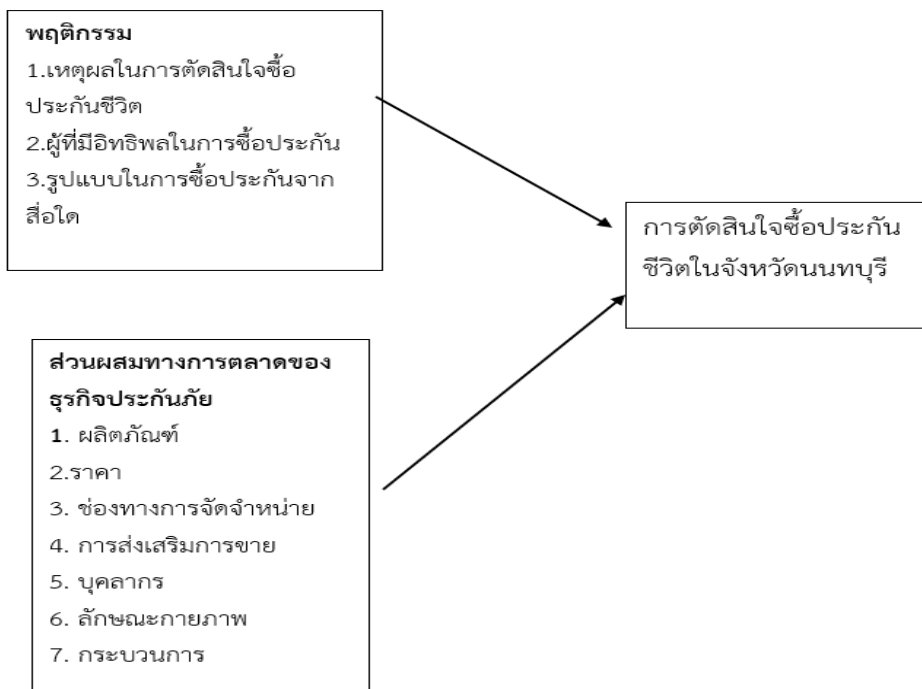 พฤติกรรม
1.เหตุผลในการตัดสินใจซื้อ
ประกันชีวิต
2.ผู้ที่มีอิทธิพลในการซื้อประกัน
3.รูปแบบในการซื้อประกันจาก
สื่อใด
การตัดสินใจซื้อประกัน
ชีวิตในจังหวัดนนทบุรี
ส่วนผสมทางการตลาดของ
ธุรกิจประกันภัย
1. ผลิตภัณฑ์
2.ราคา
3. ช่องทางการจัดจำหน่าย
4. การส่งเสริมการขาย
5. บุคลากร
6. ลักษณะกายภาพ
7. กระบวนการ